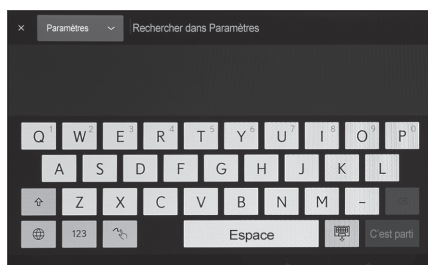 × Paramètres Rechercher dans Paramètres
Q 1 W 2 E 3 R 4 T 5 Y 6 U 7 I 8 O 9 P 0
A S D F G H J K L
Z X C V B N M -
123 Espace C'est parti